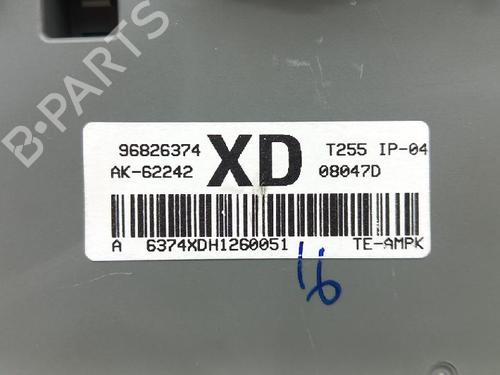 B-PARTS
96826374 XD T255 IP-04
AK-62242 08047D
A 6374XDH1260051 TE-AMPK
16